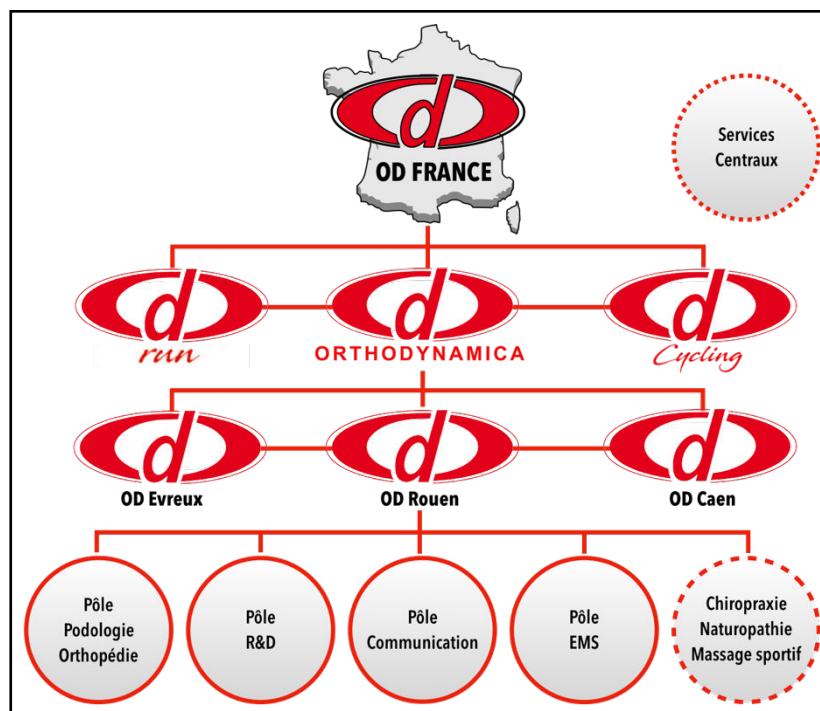 d
OD FRANCE
Services
Centraux
d
run
d
ORTHODYNAMICA
d
Cycling
d
OD Evreux
d
OD Rouen
d
OD Caen
Pôle
Podologie
Orthopédie
Pôle
R&D
Pôle
Communication
Pôle
EMS
Chiropraxie
Naturopathie
Massage sportif